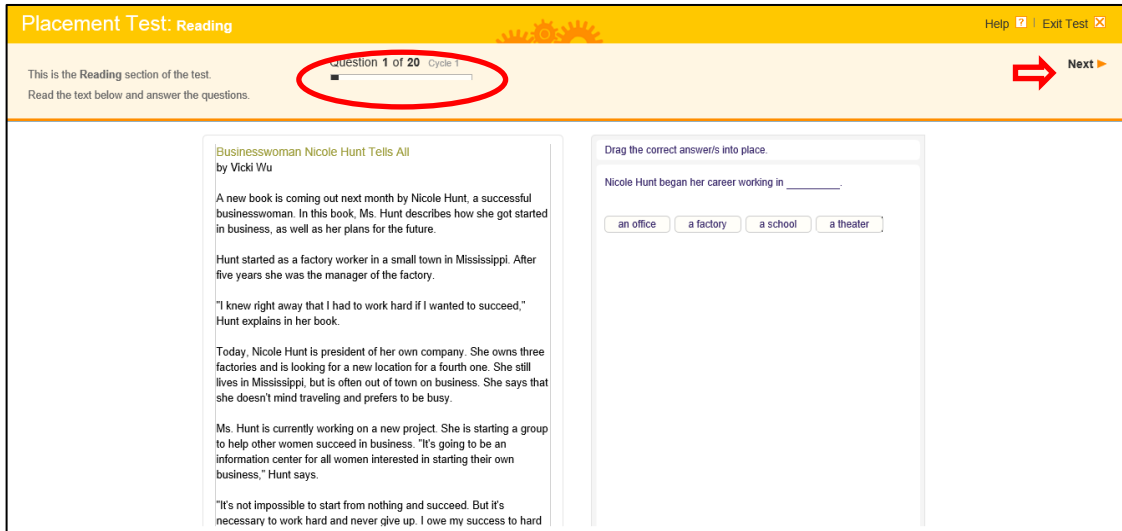 Placement Test: Reading
Help ? | Exit Test
Question 1 of 20 Cycle 1
Next
This is the Reading section of the test.
Read the text below and answer the questions.
Businesswoman Nicole Hunt Tells All
by Vicki Wu
A new book is coming out next month by Nicole Hunt, a successful
businesswoman. In this book, Ms. Hunt describes how she got started
in business, as well as her plans for the future.
Hunt started as a factory worker in a small town in Mississippi. After
five years she was the manager of the factory.
"I knew right away that I had to work hard if I wanted to succeed,"
Hunt explains in her book.
Today, Nicole Hunt is president of her own company. She owns three
factories and is looking for a new location for a fourth one. She still
lives in Mississippi, but is often out of town on business. She says that
she doesn't mind traveling and prefers to be busy.
Ms. Hunt is currently working on a new project. She is starting a group
to help other women succeed in business. "It's going to be an
information center for all women interested in starting their own
business," Hunt says.
"It's not impossible to start from nothing and succeed. But it's
necessary to work hard and never give up. I owe my success to hard
Drag the correct answer/s into place.
Nicole Hunt began her career working in __________.
an office a factory a school a theater